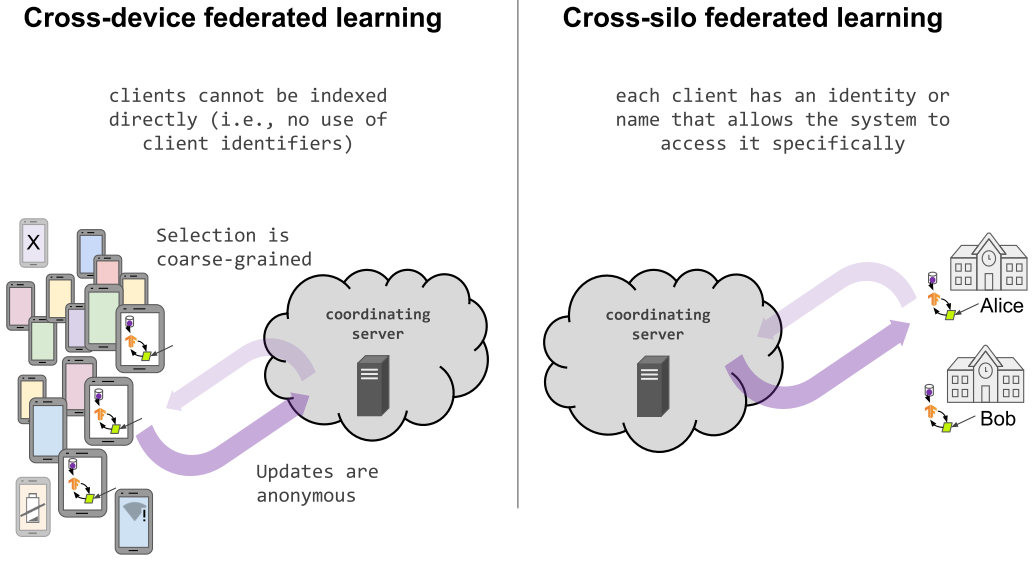 Cross-device federated learning
clients cannot be indexed
directly (i.e., no use of
client identifiers)
X
Selection is
coarse-grained
coordinating
server
Updates are
anonymous
!
Cross-silo federated learning
each client has an identity or
name that allows the system to
access it specifically
coordinating
server
Alice
Bob